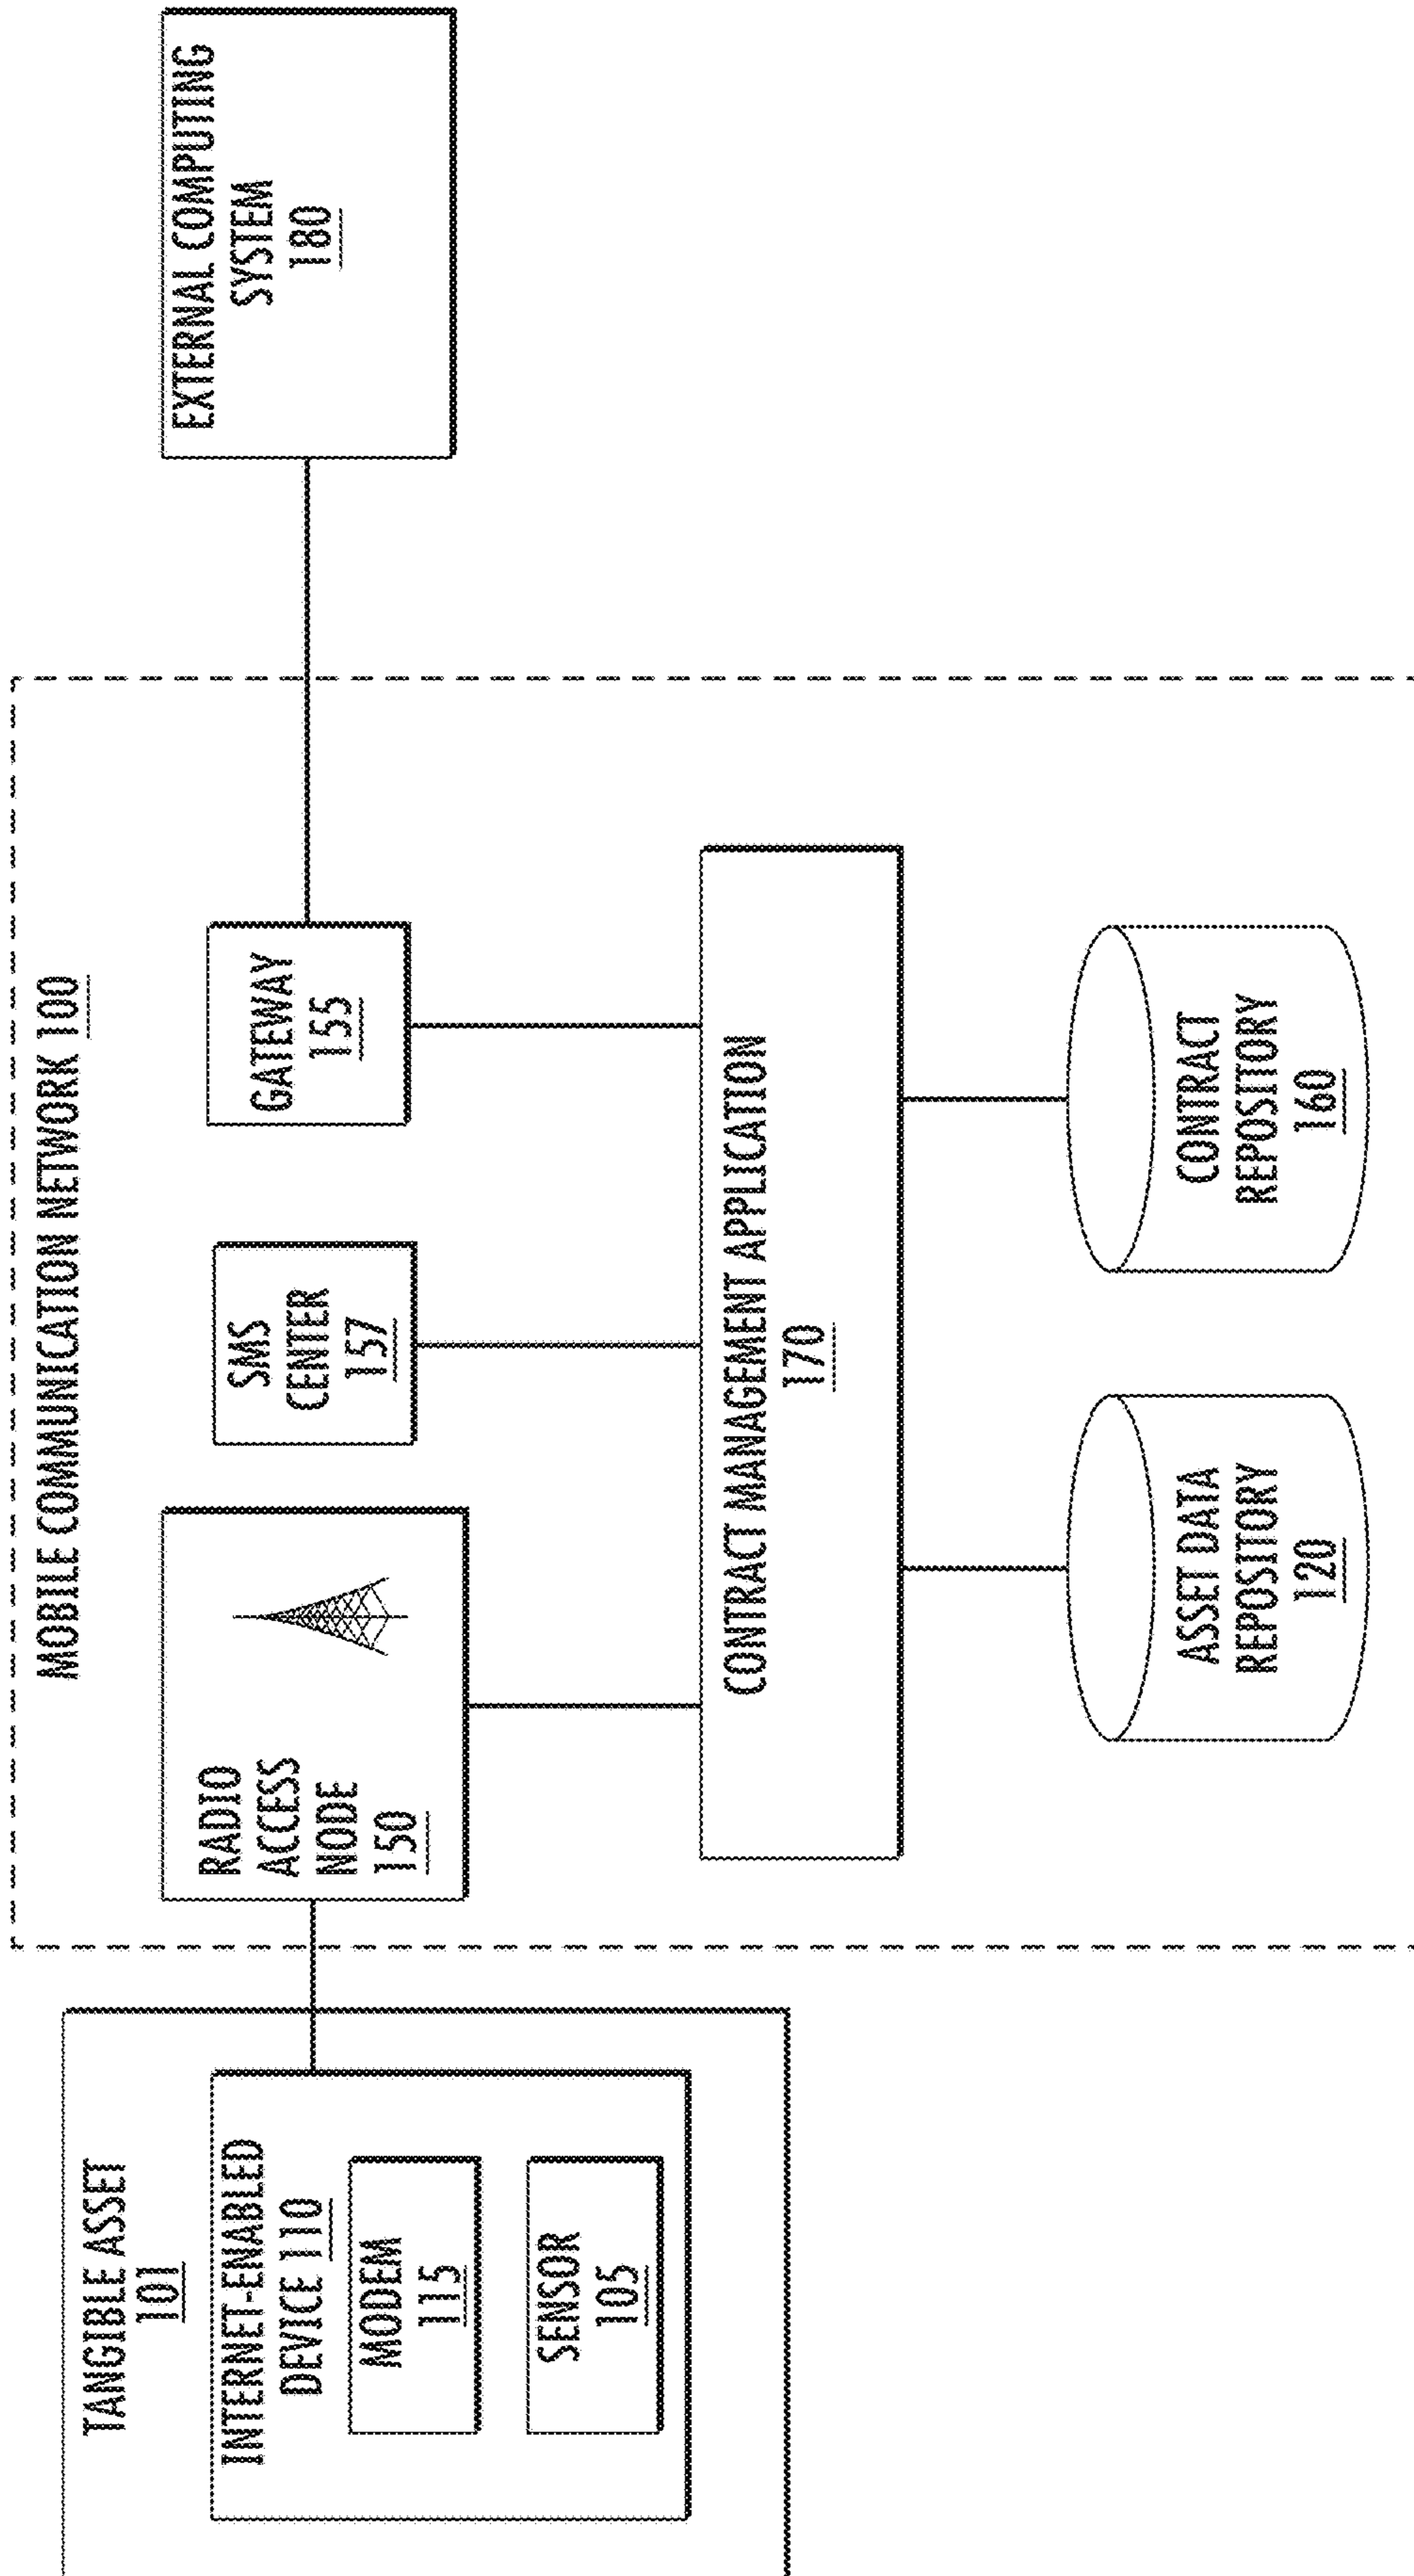 TANGIBLE ASSET
101
INTERNET-ENABLED
DEVICE 110
MODEM
115
SENSOR
105
MOBILE COMMUNICATION NETWORK 100
RADIO
ACCESS
NODE
150
SMS
CENTER
157
GATEWAY
155
CONTRACT MANAGEMENT APPLICATION
170
ASSET DATA
REPOSITORY
120
CONTRACT
REPOSITORY
160
EXTERNAL COMPUTING
SYSTEM
180